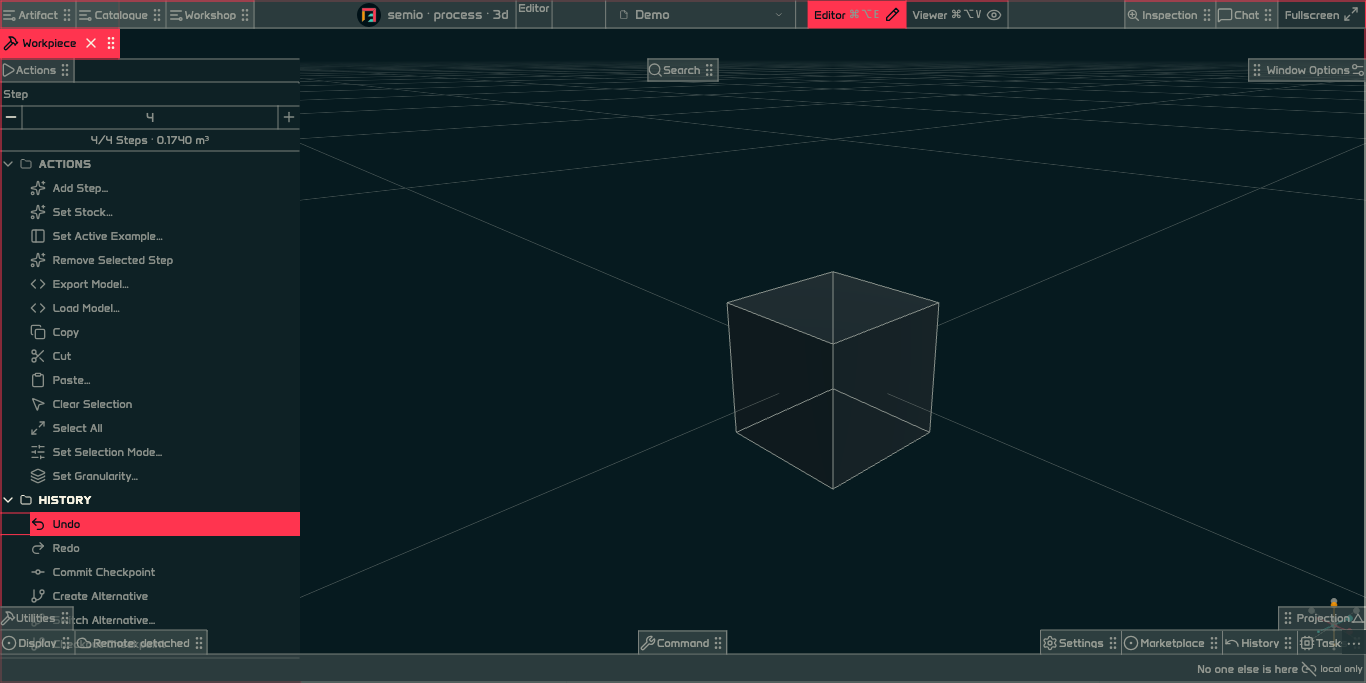 Artifact
Catalogue
Workshop
semio · process · 3d
Editor
Demo
Editor ⌘⌥E
Viewer ⌘⌥V
Inspection
Chat
Fullscreen
Workpiece
Actions
Search
Window Options
Step
4
4/4 Steps · 0.1740 m³
ACTIONS
Add Step…
Set Stock…
Set Active Example…
Remove Selected Step
Export Model…
Load Model…
Copy
Cut
Paste…
Clear Selection
Select All
Set Selection Mode…
Set Granularity…
HISTORY
Undo
Redo
Commit Checkpoint
Create Alternative
Utilities
tch Alternative…
Projection
Display
Remote detached
Command
Settings
Marketplace
History
Task
No one else is here
local only